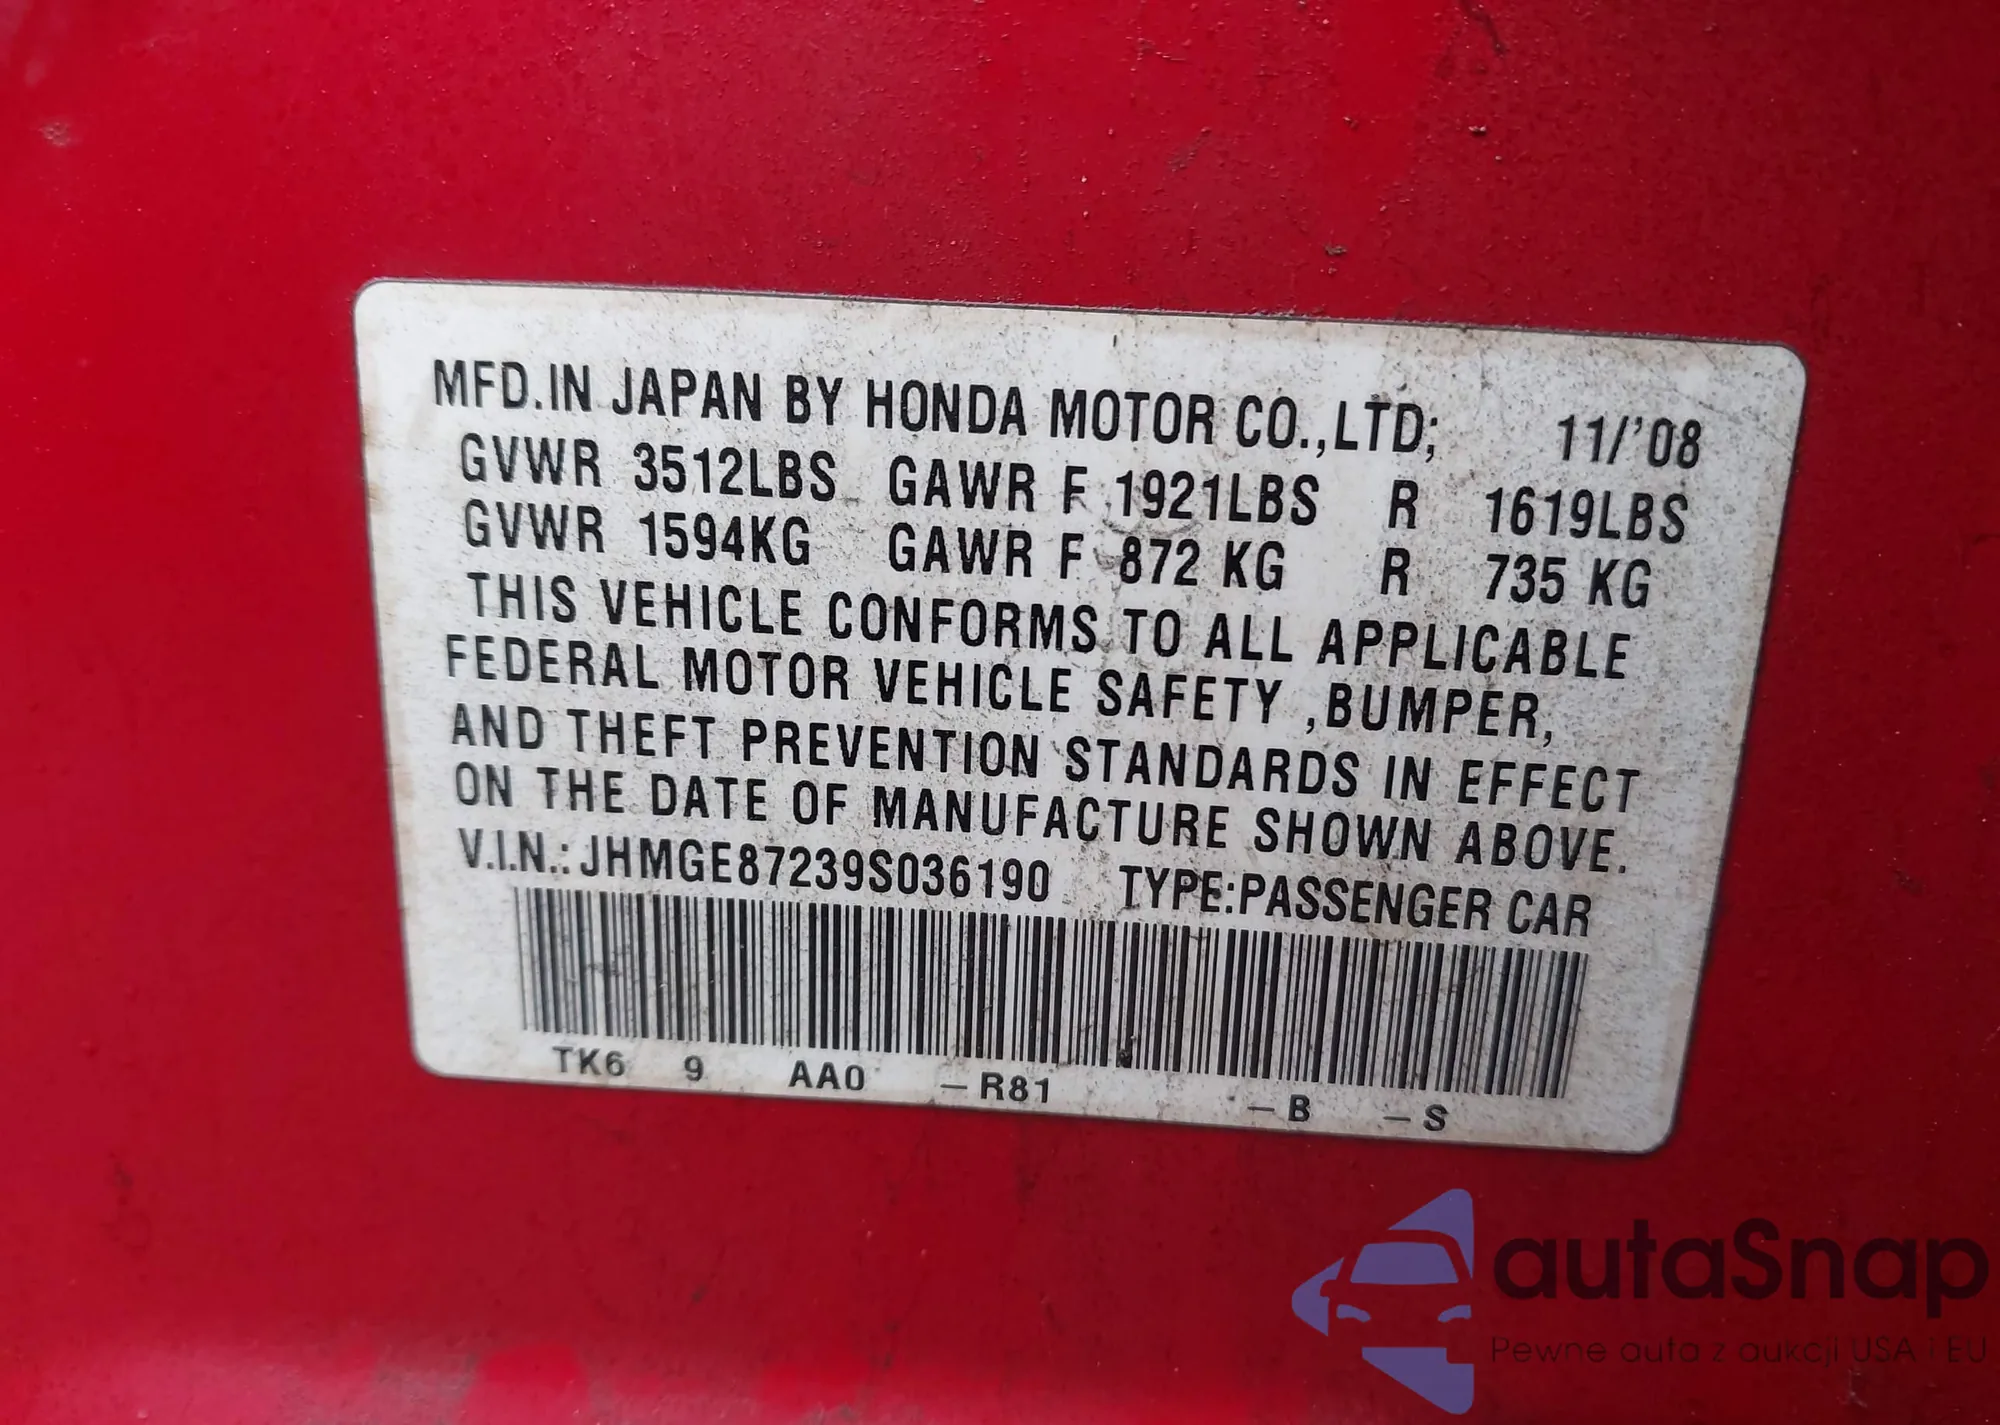 MFD.IN JAPAN BY HONDA MOTOR CO.,LTD; 11/'08
GVWR 3512LBS GAWR F 1921LBS R 1619LBS
GVWR 1594KG GAWR F 872 KG R 735 KG
THIS VEHICLE CONFORMS TO ALL APPLICABLE
FEDERAL MOTOR VEHICLE SAFETY ,BUMPER,
AND THEFT PREVENTION STANDARDS IN EFFECT
ON THE DATE OF MANUFACTURE SHOWN ABOVE.
V.I.N.: JHMGE87239S036190 TYPE:PASSENGER CAR
TK6 9 AA0 -R81 -B -S
autaSnap
Pewne auta z aukcji USA i EU